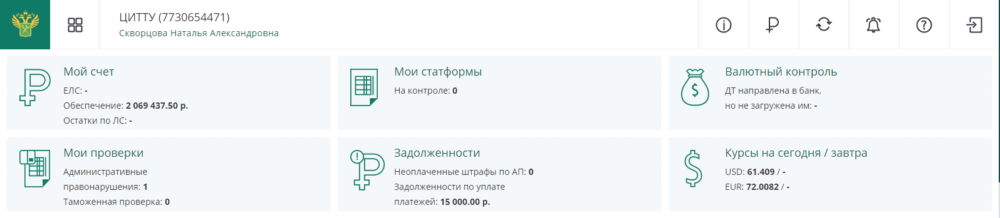 ЦИТТУ (7730654471)
Скворцова Наталья Александровна
Мой счет
ЕЛС: -
Обеспечение: 2 069 437.50 р.
Остатки по ЛС: -
Мои статформы
На контроле: 0
Валютный контроль
ДТ направлена в банк,
но не загружена им: -
Мои проверки
Административные
правонарушения: 1
Таможенная проверка: 0
Задолженности
Неоплаченные штрафы по АП: 0
Задолженности по уплате
платежей: 15 000.00 р.
Курсы на сегодня / завтра
USD: 61.409 / -
EUR: 72.0082 / -